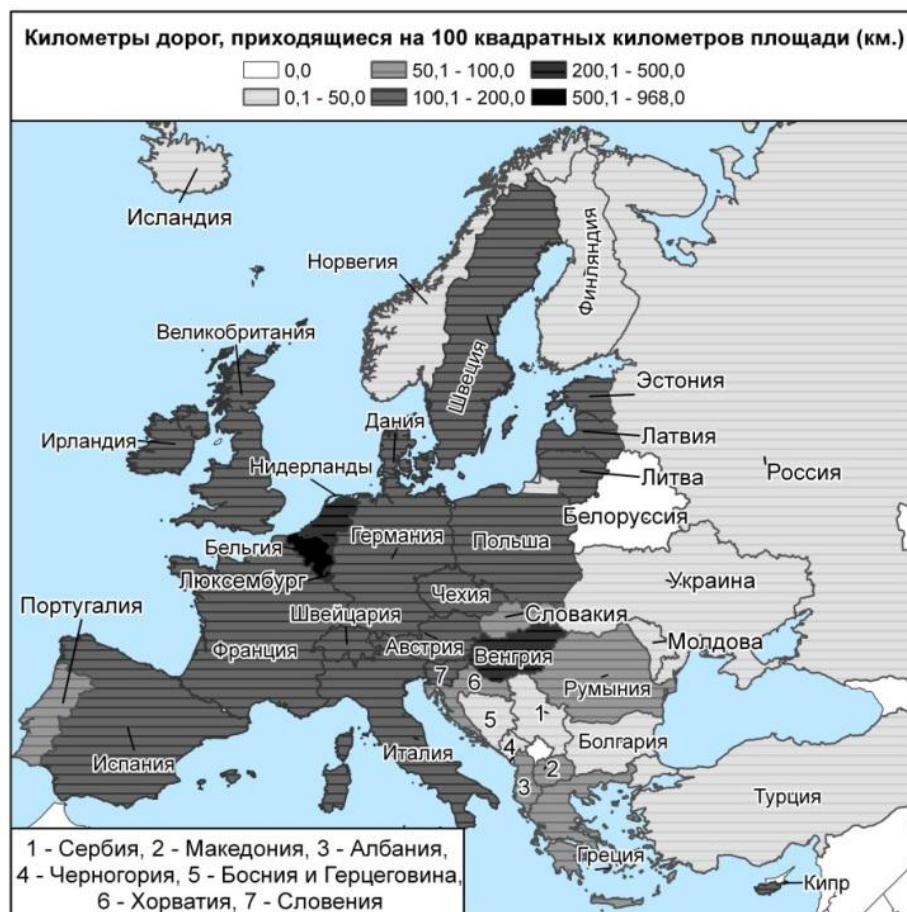 Километры дорог, приходящиеся на 100 квадратных километров площади (км.)
0,0 50,1 - 100,0 200,1 - 500,0
0,1 - 50,0 100,1 - 200,0 500,1 - 968,0
Исландия
Норвегия
Финляндия
Швеция
Великобритания
Эстония
Дания
Ирландия
Латвия
Нидерланды
Литва
Россия
Белоруссия
Германия
Польша
Бельгия
Люксембург
Украина
Чехия
Португалия
Швейцария
Словакия
Молдова
Франция
Австрия
Венгрия
7
6
Румыния
1
5
Болгария
Италия
4
Испания
2
3
Турция
Греция
Кипр
1 - Сербия, 2 - Македония, 3 - Албания,
4 - Черногория, 5 - Босния и Герцеговина,
6 - Хорватия, 7 - Словения